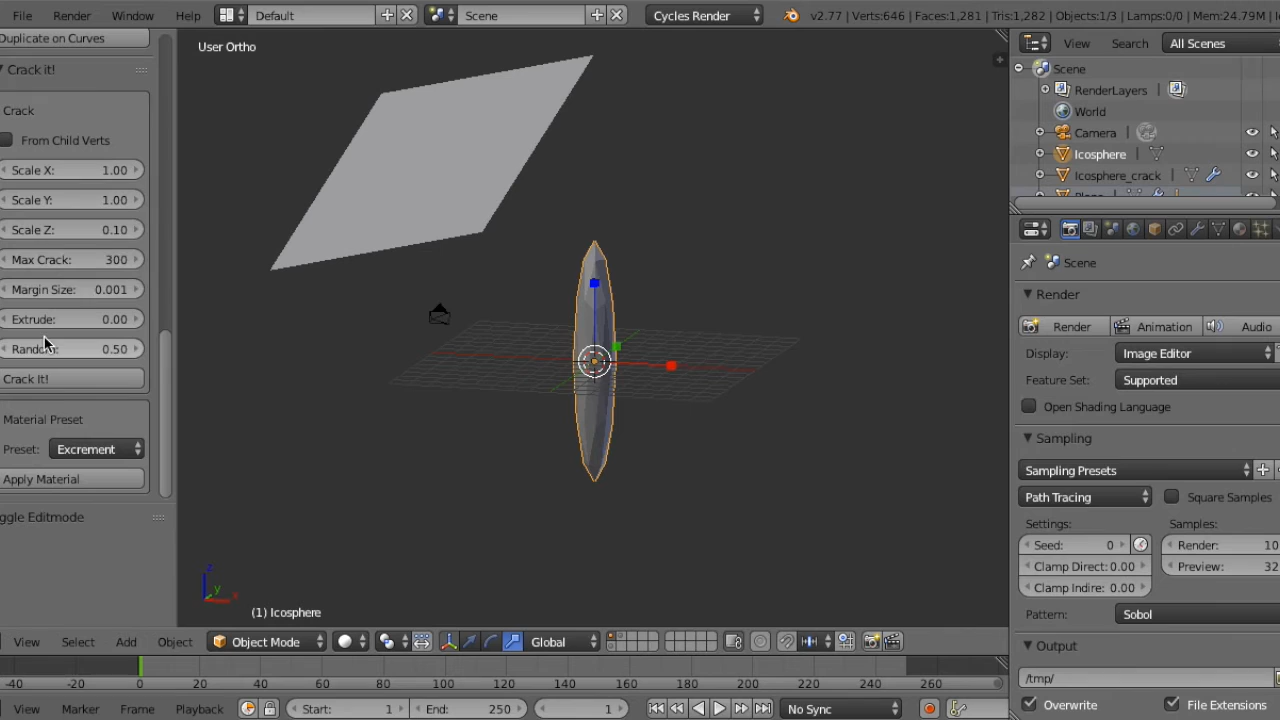 File Render Window Help Default Scene Cycles Render v2.77 | Verts:646 | Faces:1,281 | Tris:1,282 | Objects:1/3 | Lamps:0/0 | Mem:24.79M
Duplicate on Curves
Crack it!
Crack
From Child Verts
Scale X: 1.00
Scale Y: 1.00
Scale Z: 0.10
Max Crack: 300
Margin Size: 0.001
Extrude: 0.00
Random: 0.50
Crack It!
Material Preset
Preset: Excrement
Apply Material
ggle Editmode
User Ortho
z
y
x
(1) Icosphere
View Select Add Object Object Mode Global
-40 -20 0 20 40 60 80 100 120 140 160 180 200 220 240 260
View Marker Frame Playback Start: 1 End: 250 1 No Sync
View Search All Scenes
Scene
RenderLayers |
World
Camera
Icosphere |
Icosphere_crack |
Scene
Render
Render Animation Audio
Display: Image Editor
Feature Set: Supported
Open Shading Language
Sampling
Sampling Presets
Path Tracing Square Samples
Settings: Samples:
Seed: 0 Render: 10
Clamp Direct: 0.00 Preview: 32
Clamp Indire: 0.00
Pattern: Sobol
Output
/tmp/
Overwrite File Extensions